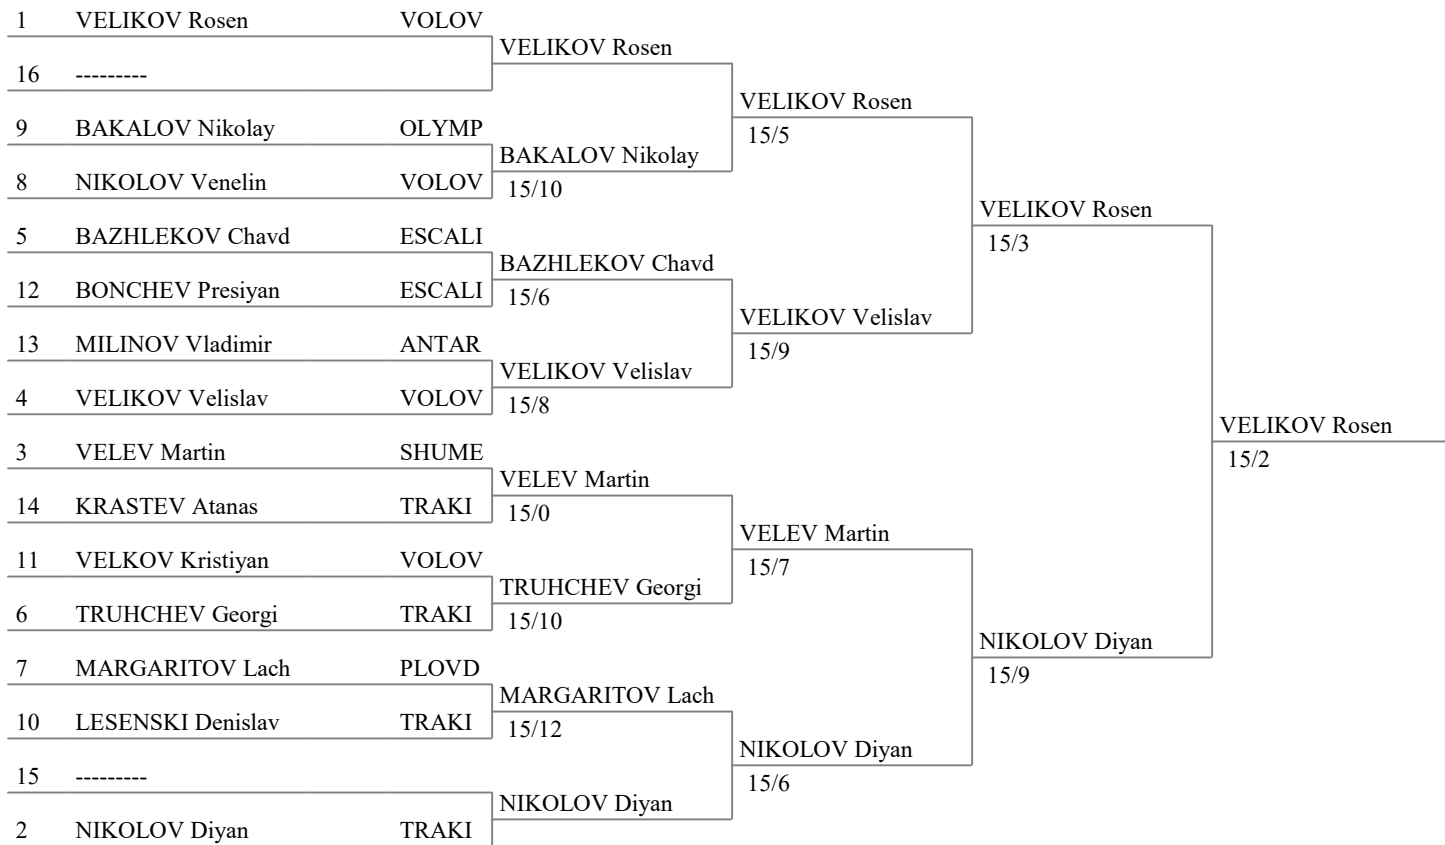 1 VELIKOV Rosen VOLOV
VELIKOV Rosen
16 ---------
VELIKOV Rosen
15/5
9 BAKALOV Nikolay OLYMP
BAKALOV Nikolay
15/10
8 NIKOLOV Venelin VOLOV
VELIKOV Rosen
15/3
5 BAZHLEKOV Chavd ESCALI
BAZHLEKOV Chavd
15/6
12 BONCHEV Presiyan ESCALI
VELIKOV Velislav
15/9
13 MILINOV Vladimir ANTAR
VELIKOV Velislav
15/8
4 VELIKOV Velislav VOLOV
VELIKOV Rosen
15/2
3 VELEV Martin SHUME
VELEV Martin
15/0
14 KRASTEV Atanas TRAKI
VELEV Martin
15/7
11 VELKOV Kristiyan VOLOV
TRUHCHEV Georgi
15/10
6 TRUHCHEV Georgi TRAKI
NIKOLOV Diyan
15/9
7 MARGARITOV Lach PLOVD
MARGARITOV Lach
15/12
10 LESENSKI Denislav TRAKI
NIKOLOV Diyan
15/6
15 ---------
NIKOLOV Diyan
2 NIKOLOV Diyan TRAKI